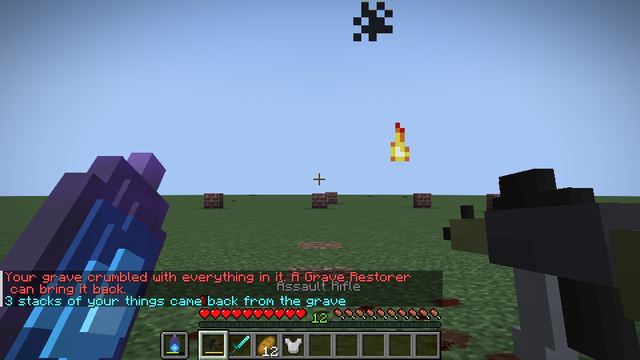 Your grave crumbled with everything in it. A Grave Restorer
can bring it back.
Assault Rifle
3 stacks of your things came back from the grave
12
12